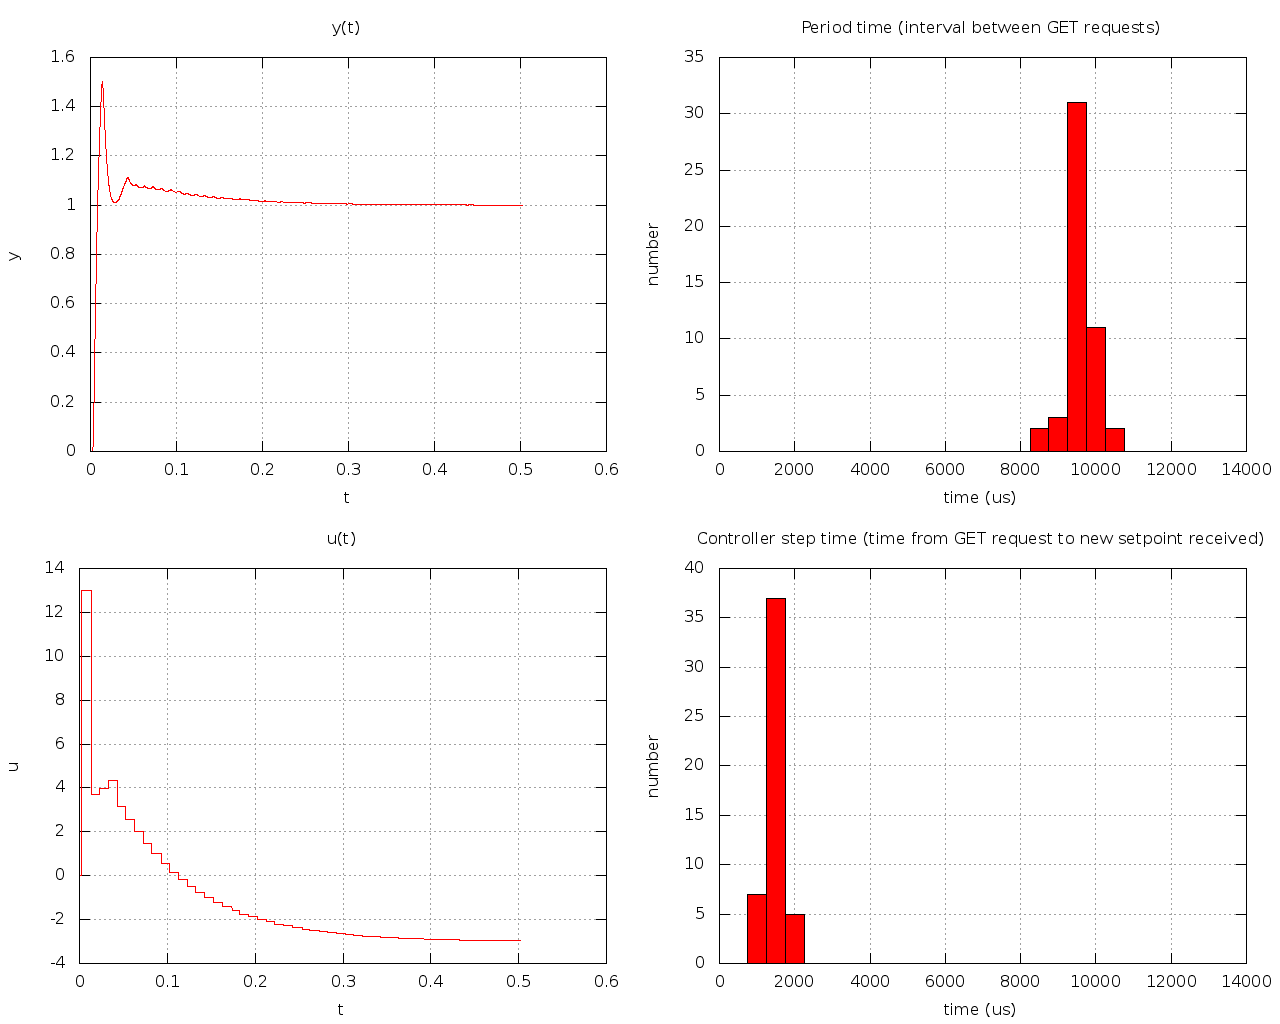 y(t)
1.6
1.4
1.2
1
0.8
0.6
0.4
0.2
0
y
0 0.1 0.2 0.3 0.4 0.5 0.6
t
Period time (interval between GET requests)
35
30
25
20
15
10
5
0
number
0 2000 4000 6000 8000 10000 12000 14000
time (us)
u(t)
14
12
10
8
6
4
2
0
-2
-4
u
0 0.1 0.2 0.3 0.4 0.5 0.6
t
Controller step time (time from GET request to new setpoint received)
40
35
30
25
20
15
10
5
0
number
0 2000 4000 6000 8000 10000 12000 14000
time (us)